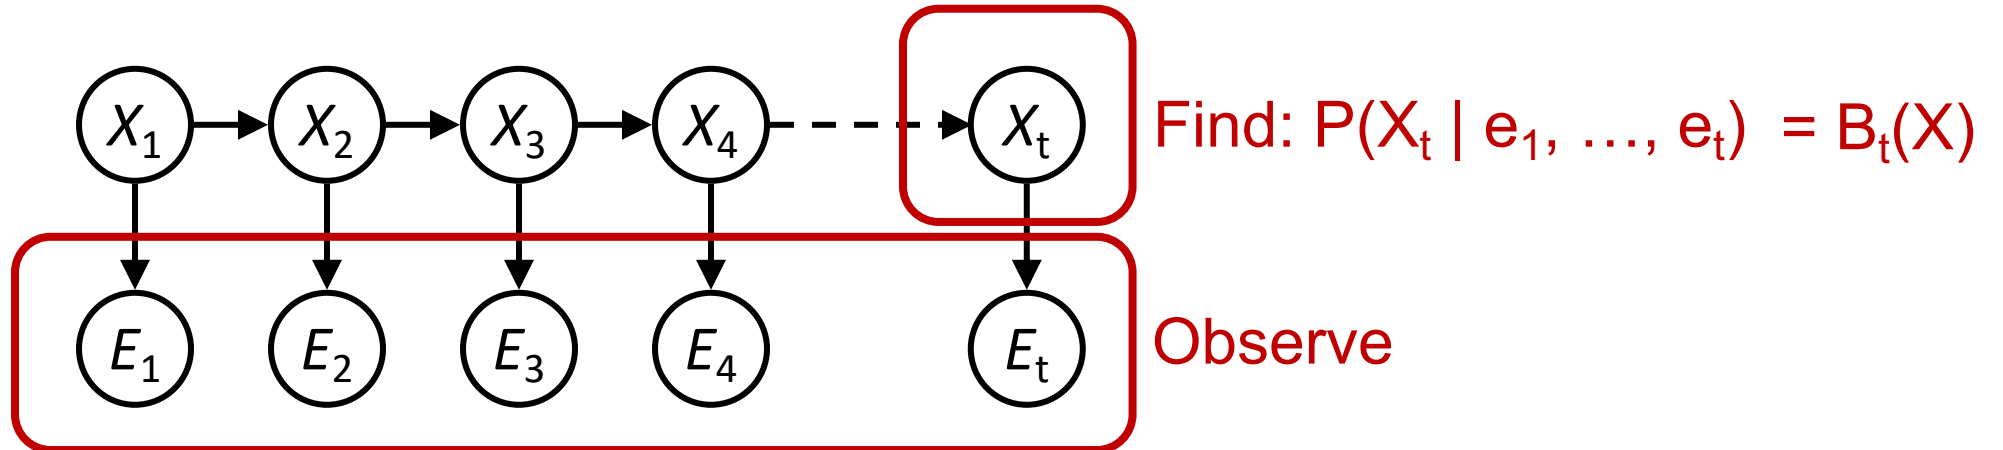 X₁ X₂ X₃ X₄ Xₜ Find: P(Xₜ | e₁, …, eₜ) = Bₜ(X)
E₁ E₂ E₃ E₄ Eₜ Observe